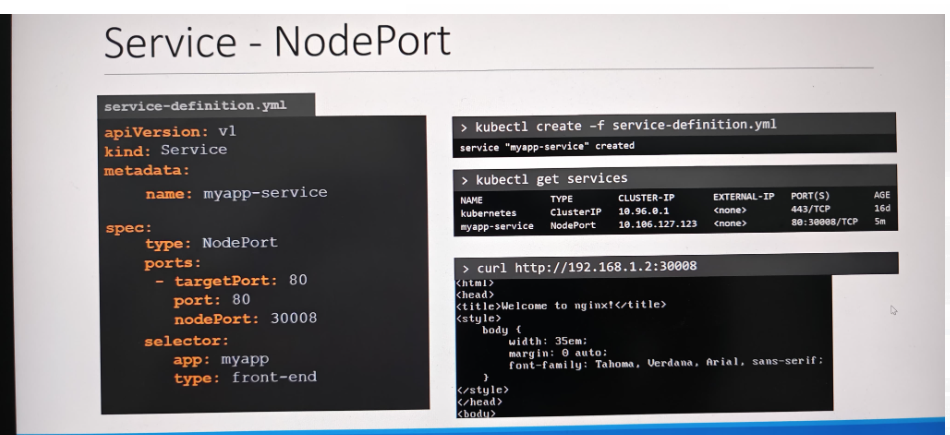 Service - NodePort
service-definition.yml
apiVersion: v1
kind: Service
metadata:
name: myapp-service
spec:
type: NodePort
ports:
- targetPort: 80
port: 80
nodePort: 30008
selector:
app: myapp
type: front-end
> kubectl create –f service-definition.yml
service "myapp-service" created
> kubectl get services
NAME TYPE CLUSTER-IP EXTERNAL-IP PORT(S) AGE
kubernetes ClusterIP 10.96.0.1 <none> 443/TCP 16d
myapp-service NodePort 10.106.127.123 <none> 80:30008/TCP 5m
> curl http://192.168.1.2:30008
<html>
<head>
<title>Welcome to nginx!</title>
<style>
body {
width: 35em;
margin: 0 auto;
font-family: Tahoma, Verdana, Arial, sans-serif;
}
</style>
</head>
<body>